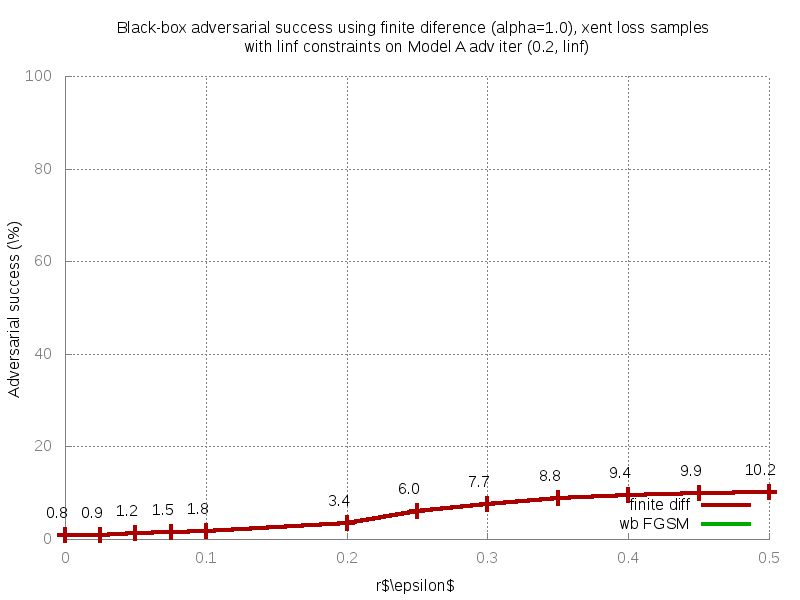 Black-box adversarial success using finite diference (alpha=1.0), xent loss samples
with linf constraints on Model A adv iter (0.2, linf)
100
80
60
40
20
0
Adversarial success (\%)
0.8 0.9 1.2 1.5 1.8 3.4 6.0 7.7 8.8 9.4 9.9 10.2
finite diff
wb FGSM
0 0.1 0.2 0.3 0.4 0.5
r$\epsilon$